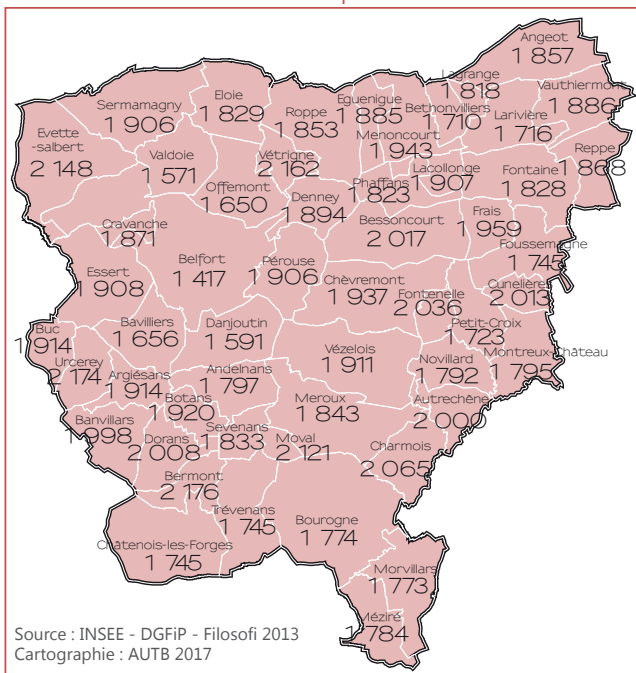 Angeot
1 857
Lagrange
1 818
Vauthiermont
1 886
Eloie
1 829
Eguenigue
1 885
Bethonvilliers
1 710
Sermamagny
1 906
Roppe
1 853
Larivière
1 716
Evette
-salbert
2 148
Menoncourt
1 943
Reppe
1 868
Valdoie
1 571
Vétrigne
2 162
Lacollonge
1 907
Fontaine
1 828
Offemont
1 650
Phaffans
1 823
Denney
1 894
Bessoncourt
2 017
Frais
1 959
Cravanche
1 871
Foussemagne
1 745
Belfort
1 417
Pérouse
1 906
Essert
1 908
Chèvremont
1 937
Fontenelle
2 036
Cunelières
2 013
Bavilliers
1 656
Danjoutin
1 591
Petit-Croix
1 723
Buc
1 914
Vézelois
1 911
Novillard
1 792
Montreux-Château
1 795
Urcerey
2 174
Argiésans
1 914
Andelnans
1 797
Botans
1 920
Meroux
1 843
Autrechêne
2 000
Banvillars
1 998
Dorans
2 008
Sevenans
1 833
Moval
2 121
Charmois
2 065
Bermont
2 176
Trévenans
1 745
Bourogne
1 774
Châtenois-les-Forges
1 745
Morvillars
1 773
Méziré
1 784
Source : INSEE - DGFiP - Filosofi 2013
Cartographie : AUTB 2017